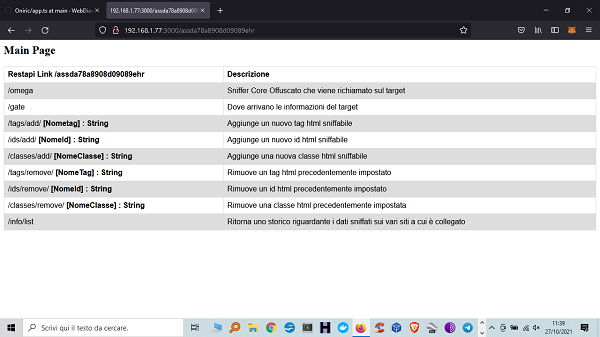 Oniric/app.ts at main · WebDia
192.168.1.77:3000/assda78a8908d09
192.168.1.77:3000/assda78a8908d09089ehr
Main Page
Restapi Link /assda78a8908d09089ehr Descrizione
/omega Sniffer Core Offuscato che viene richiamato sul target
/gate Dove arrivano le informazioni del target
/tags/add/ [Nometag] : String Aggiunge un nuovo tag html sniffabile
/ids/add/ [NomeId] : String Aggiunge un nuovo id html sniffabile
/classes/add/ [NomeClasse] : String Aggiunge una nuova classe html sniffabile
/tags/remove/ [NomeTag] : String Rimuove un tag html precedentemente impostato
/ids/remove/ [NomeId] : String Rimuove un id html precedentemente impostato
/classes/remove/ [NomeClasse] : String Rimuove una classe html precedentemente impostata
/info/list Ritorna uno storico riguardante i dati sniffati sui vari siti a cui è collegato
Scrivi qui il testo da cercare.
11:39
27/10/2021